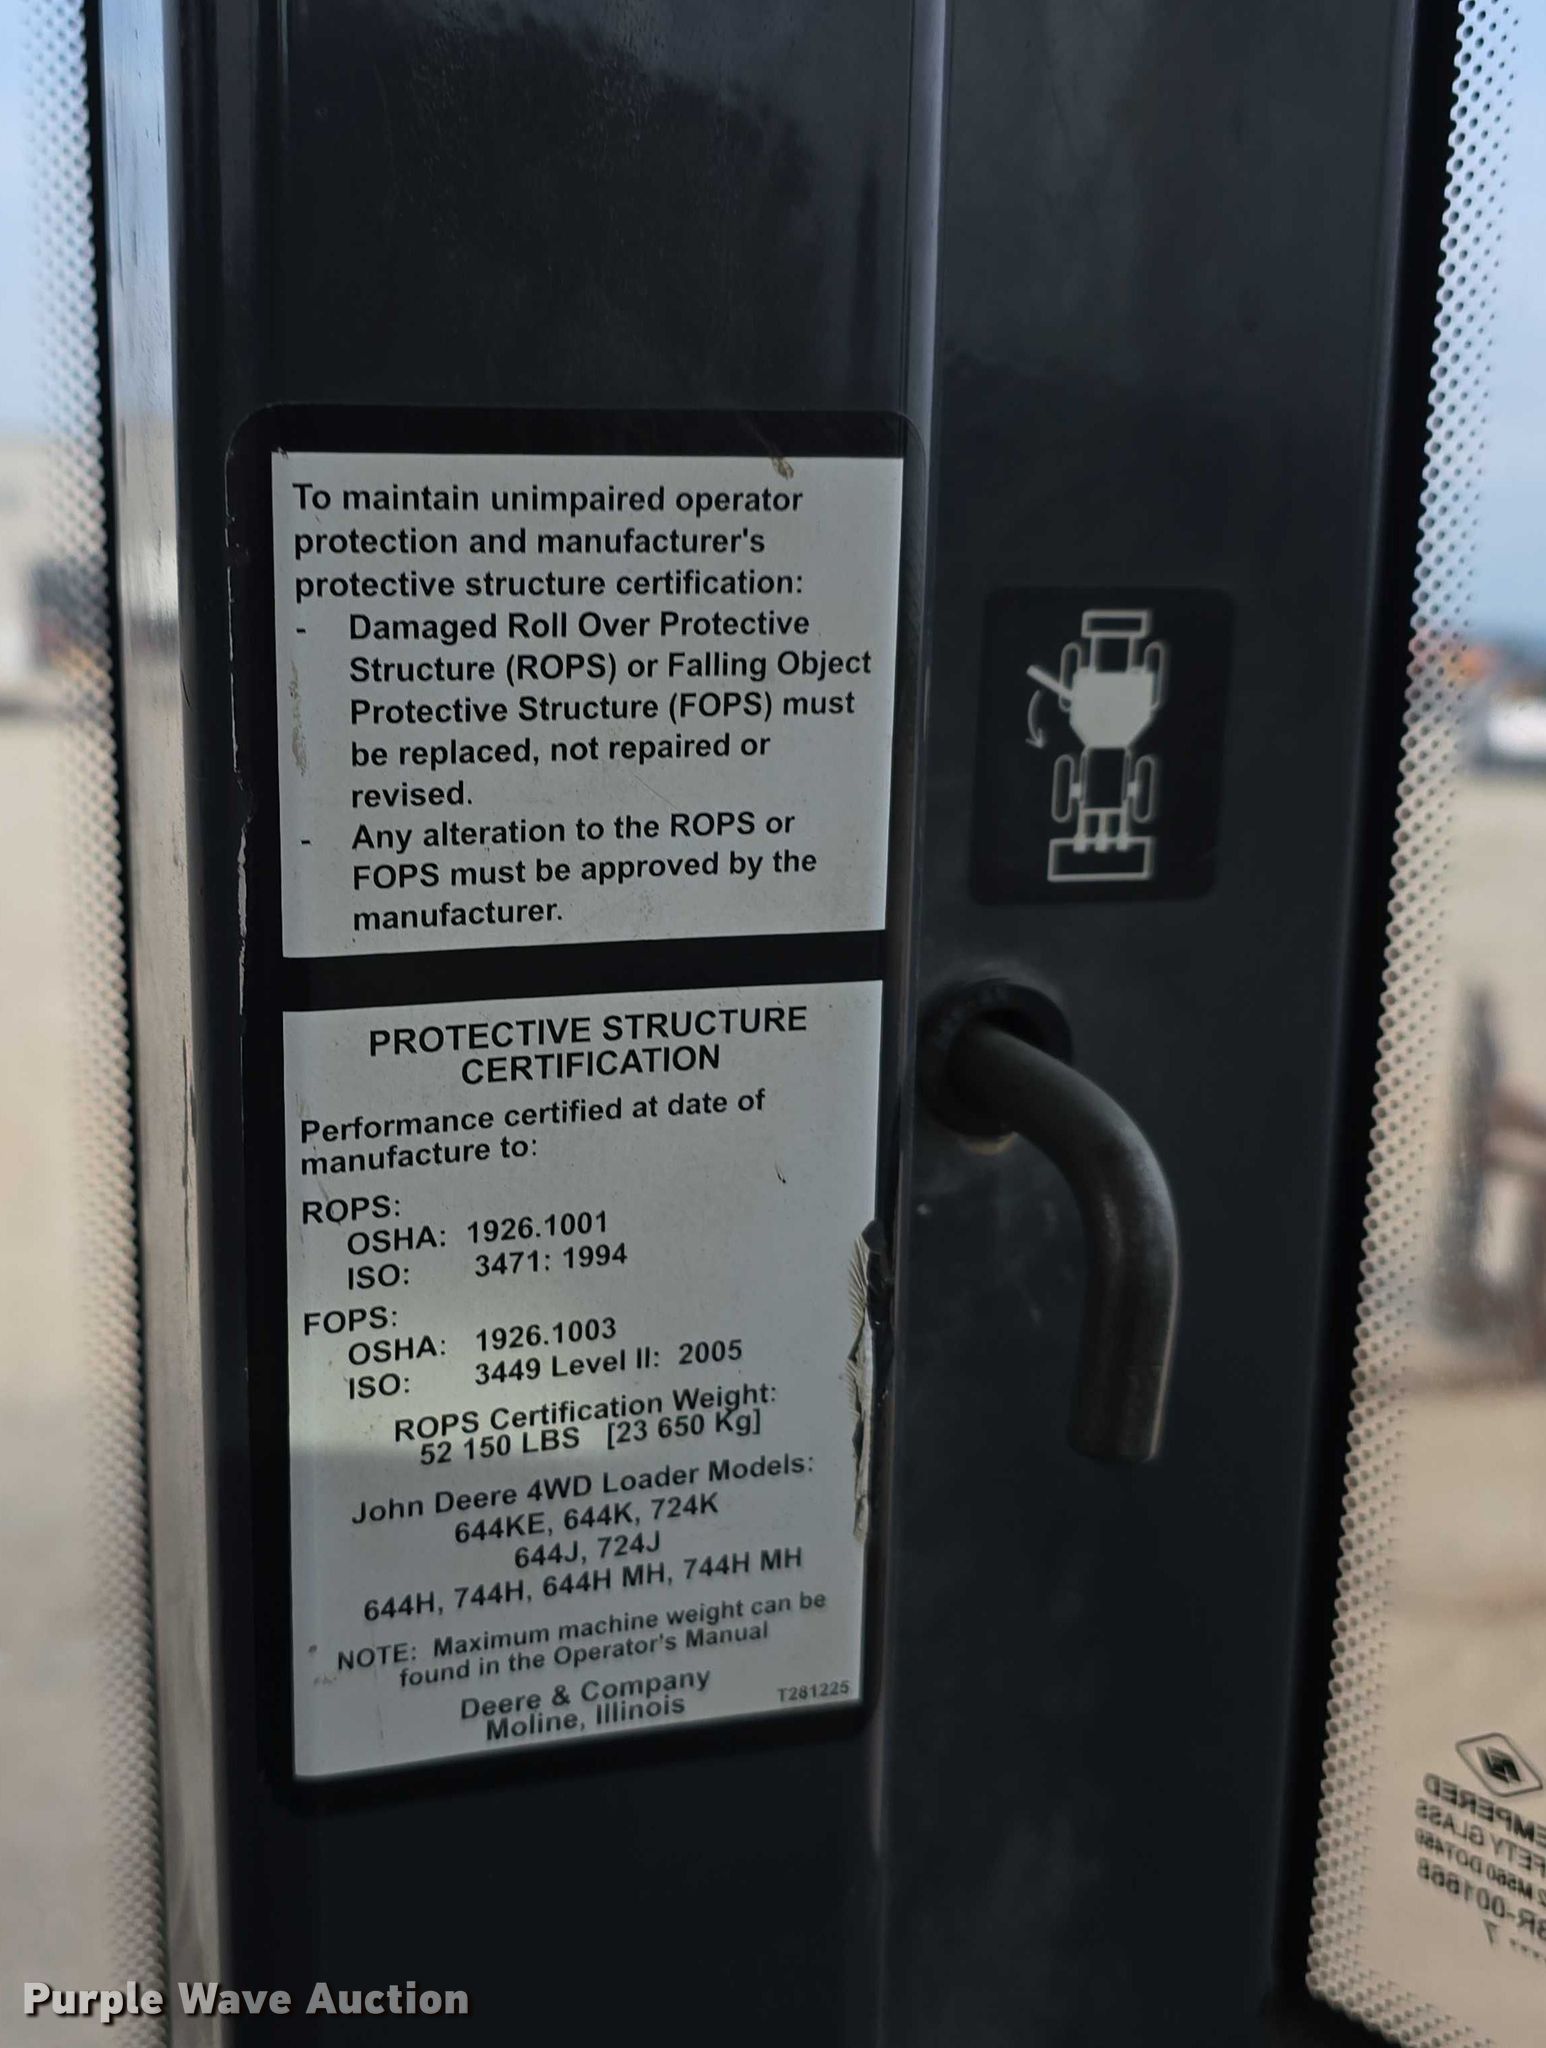 To maintain unimpaired operator
protection and manufacturer's
protective structure certification:
- Damaged Roll Over Protective
Structure (ROPS) or Falling Object
Protective Structure (FOPS) must
be replaced, not repaired or
revised.
- Any alteration to the ROPS or
FOPS must be approved by the
manufacturer.
PROTECTIVE STRUCTURE
CERTIFICATION
Performance certified at date of
manufacture to:
ROPS:
OSHA: 1926.1001
ISO: 3471: 1994
FOPS:
OSHA: 1926.1003
ISO: 3449 Level II: 2005
ROPS Certification Weight:
52 150 LBS [23 650 Kg]
John Deere 4WD Loader Models:
644KE, 644K, 724K
644J, 724J
644H, 744H, 644H MH, 744H MH
NOTE: Maximum machine weight can be
found in the Operator's Manual
Deere & Company
Moline, Illinois
T281225
GLASS
Purple Wave Auction